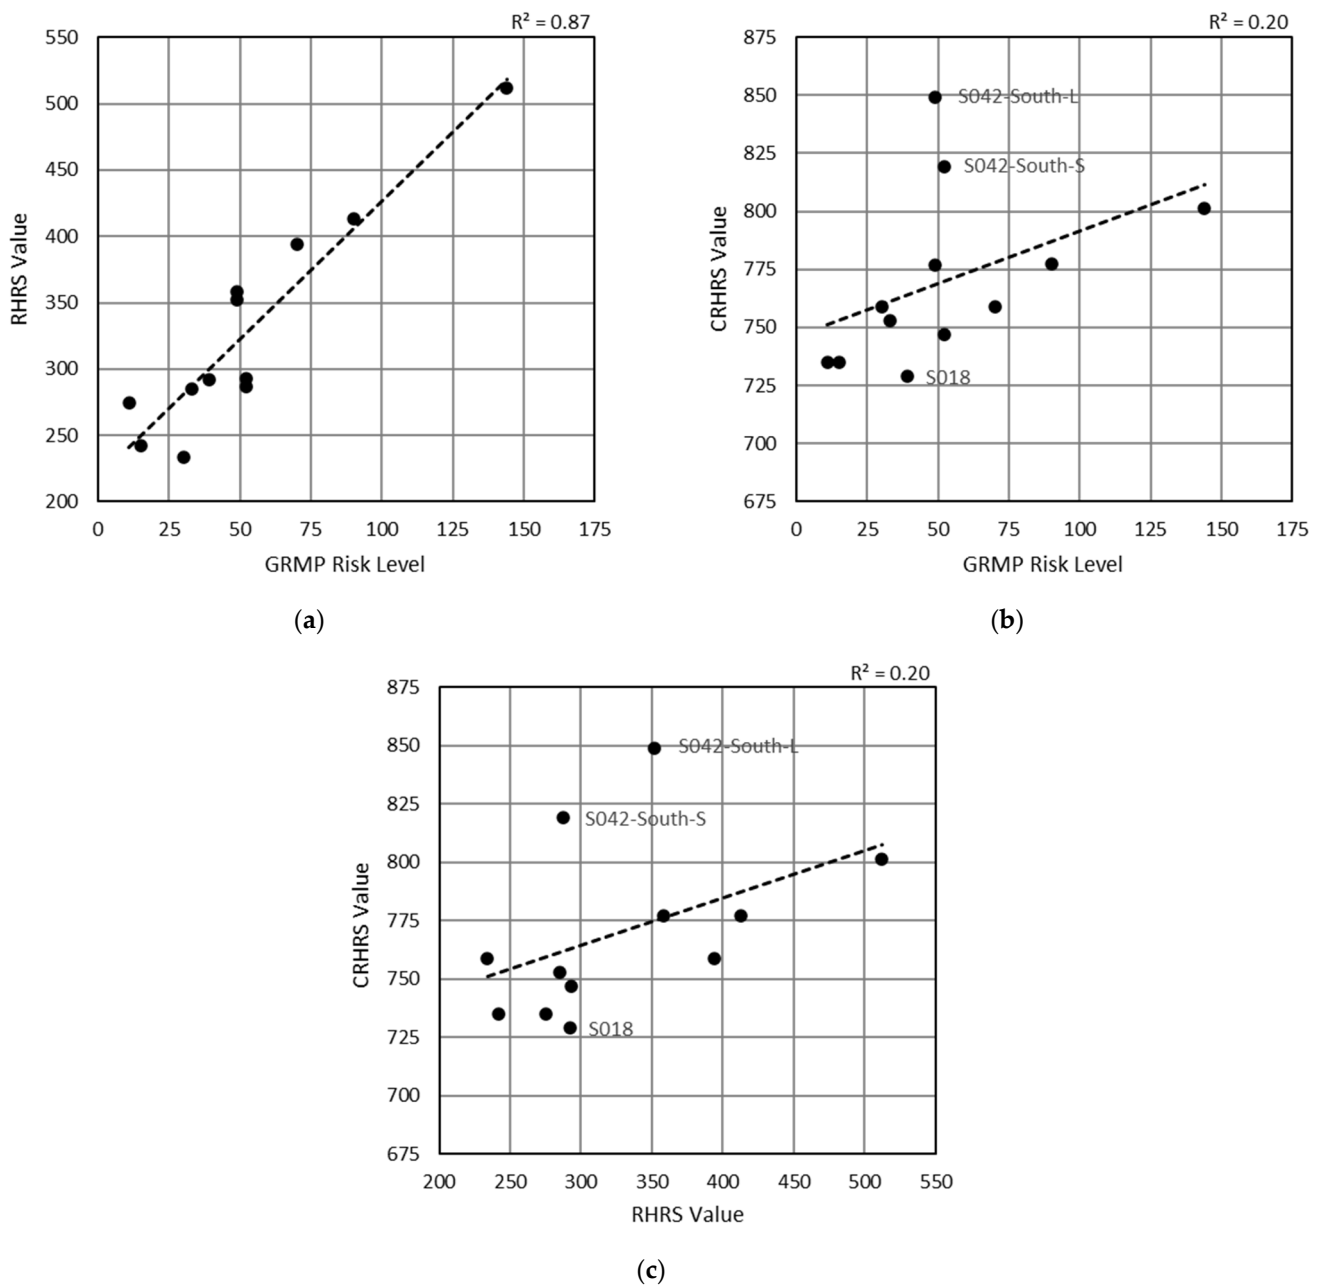 R² = 0.87
550
500
450
400
350
300
250
200
RHRS Value
0 25 50 75 100 125 150 175
GRMP Risk Level
(a)
R² = 0.20
875
850
825
800
775
750
725
700
675
CRHRS Value
S042-South-L
S042-South-S
S018
0 25 50 75 100 125 150 175
GRMP Risk Level
(b)
R² = 0.20
875
850
825
800
775
750
725
700
675
CRHRS Value
S042-South-L
S042-South-S
S018
200 250 300 350 400 450 500 550
RHRS Value
(c)